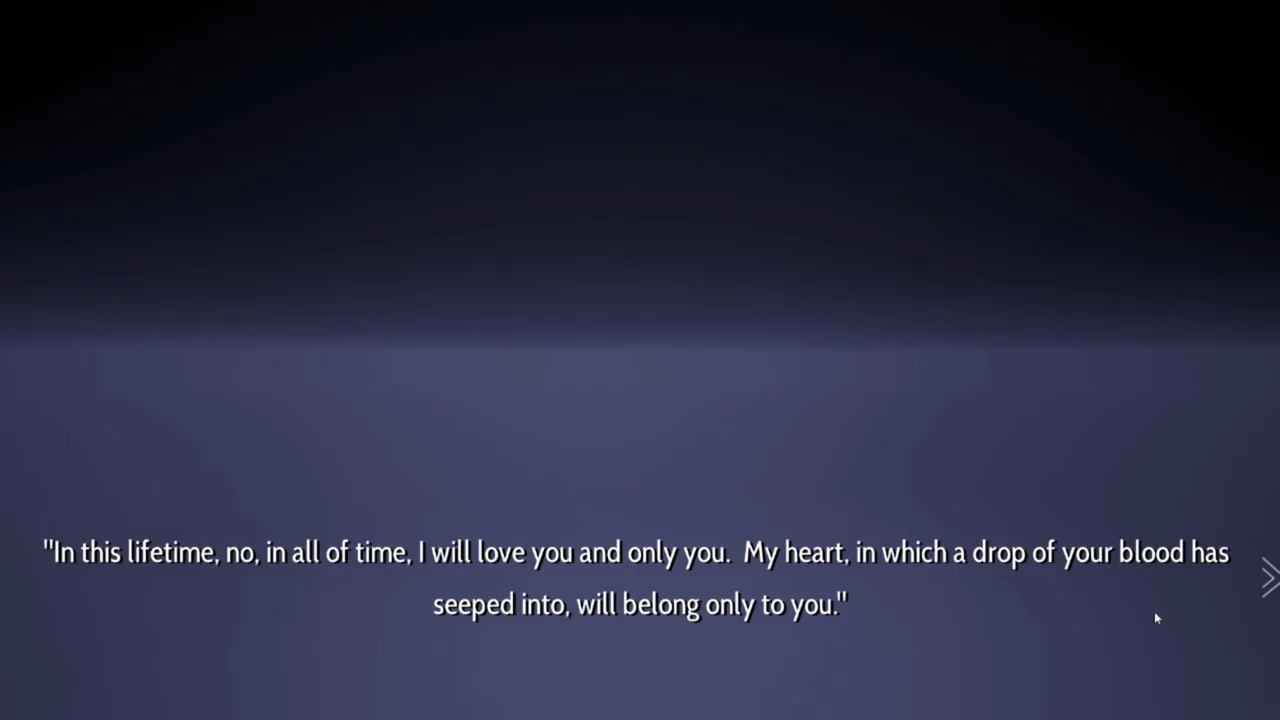 "In this lifetime, no, in all of time, I will love you and only you.  My heart, in which a drop of your blood has
seeped into, will belong only to you."